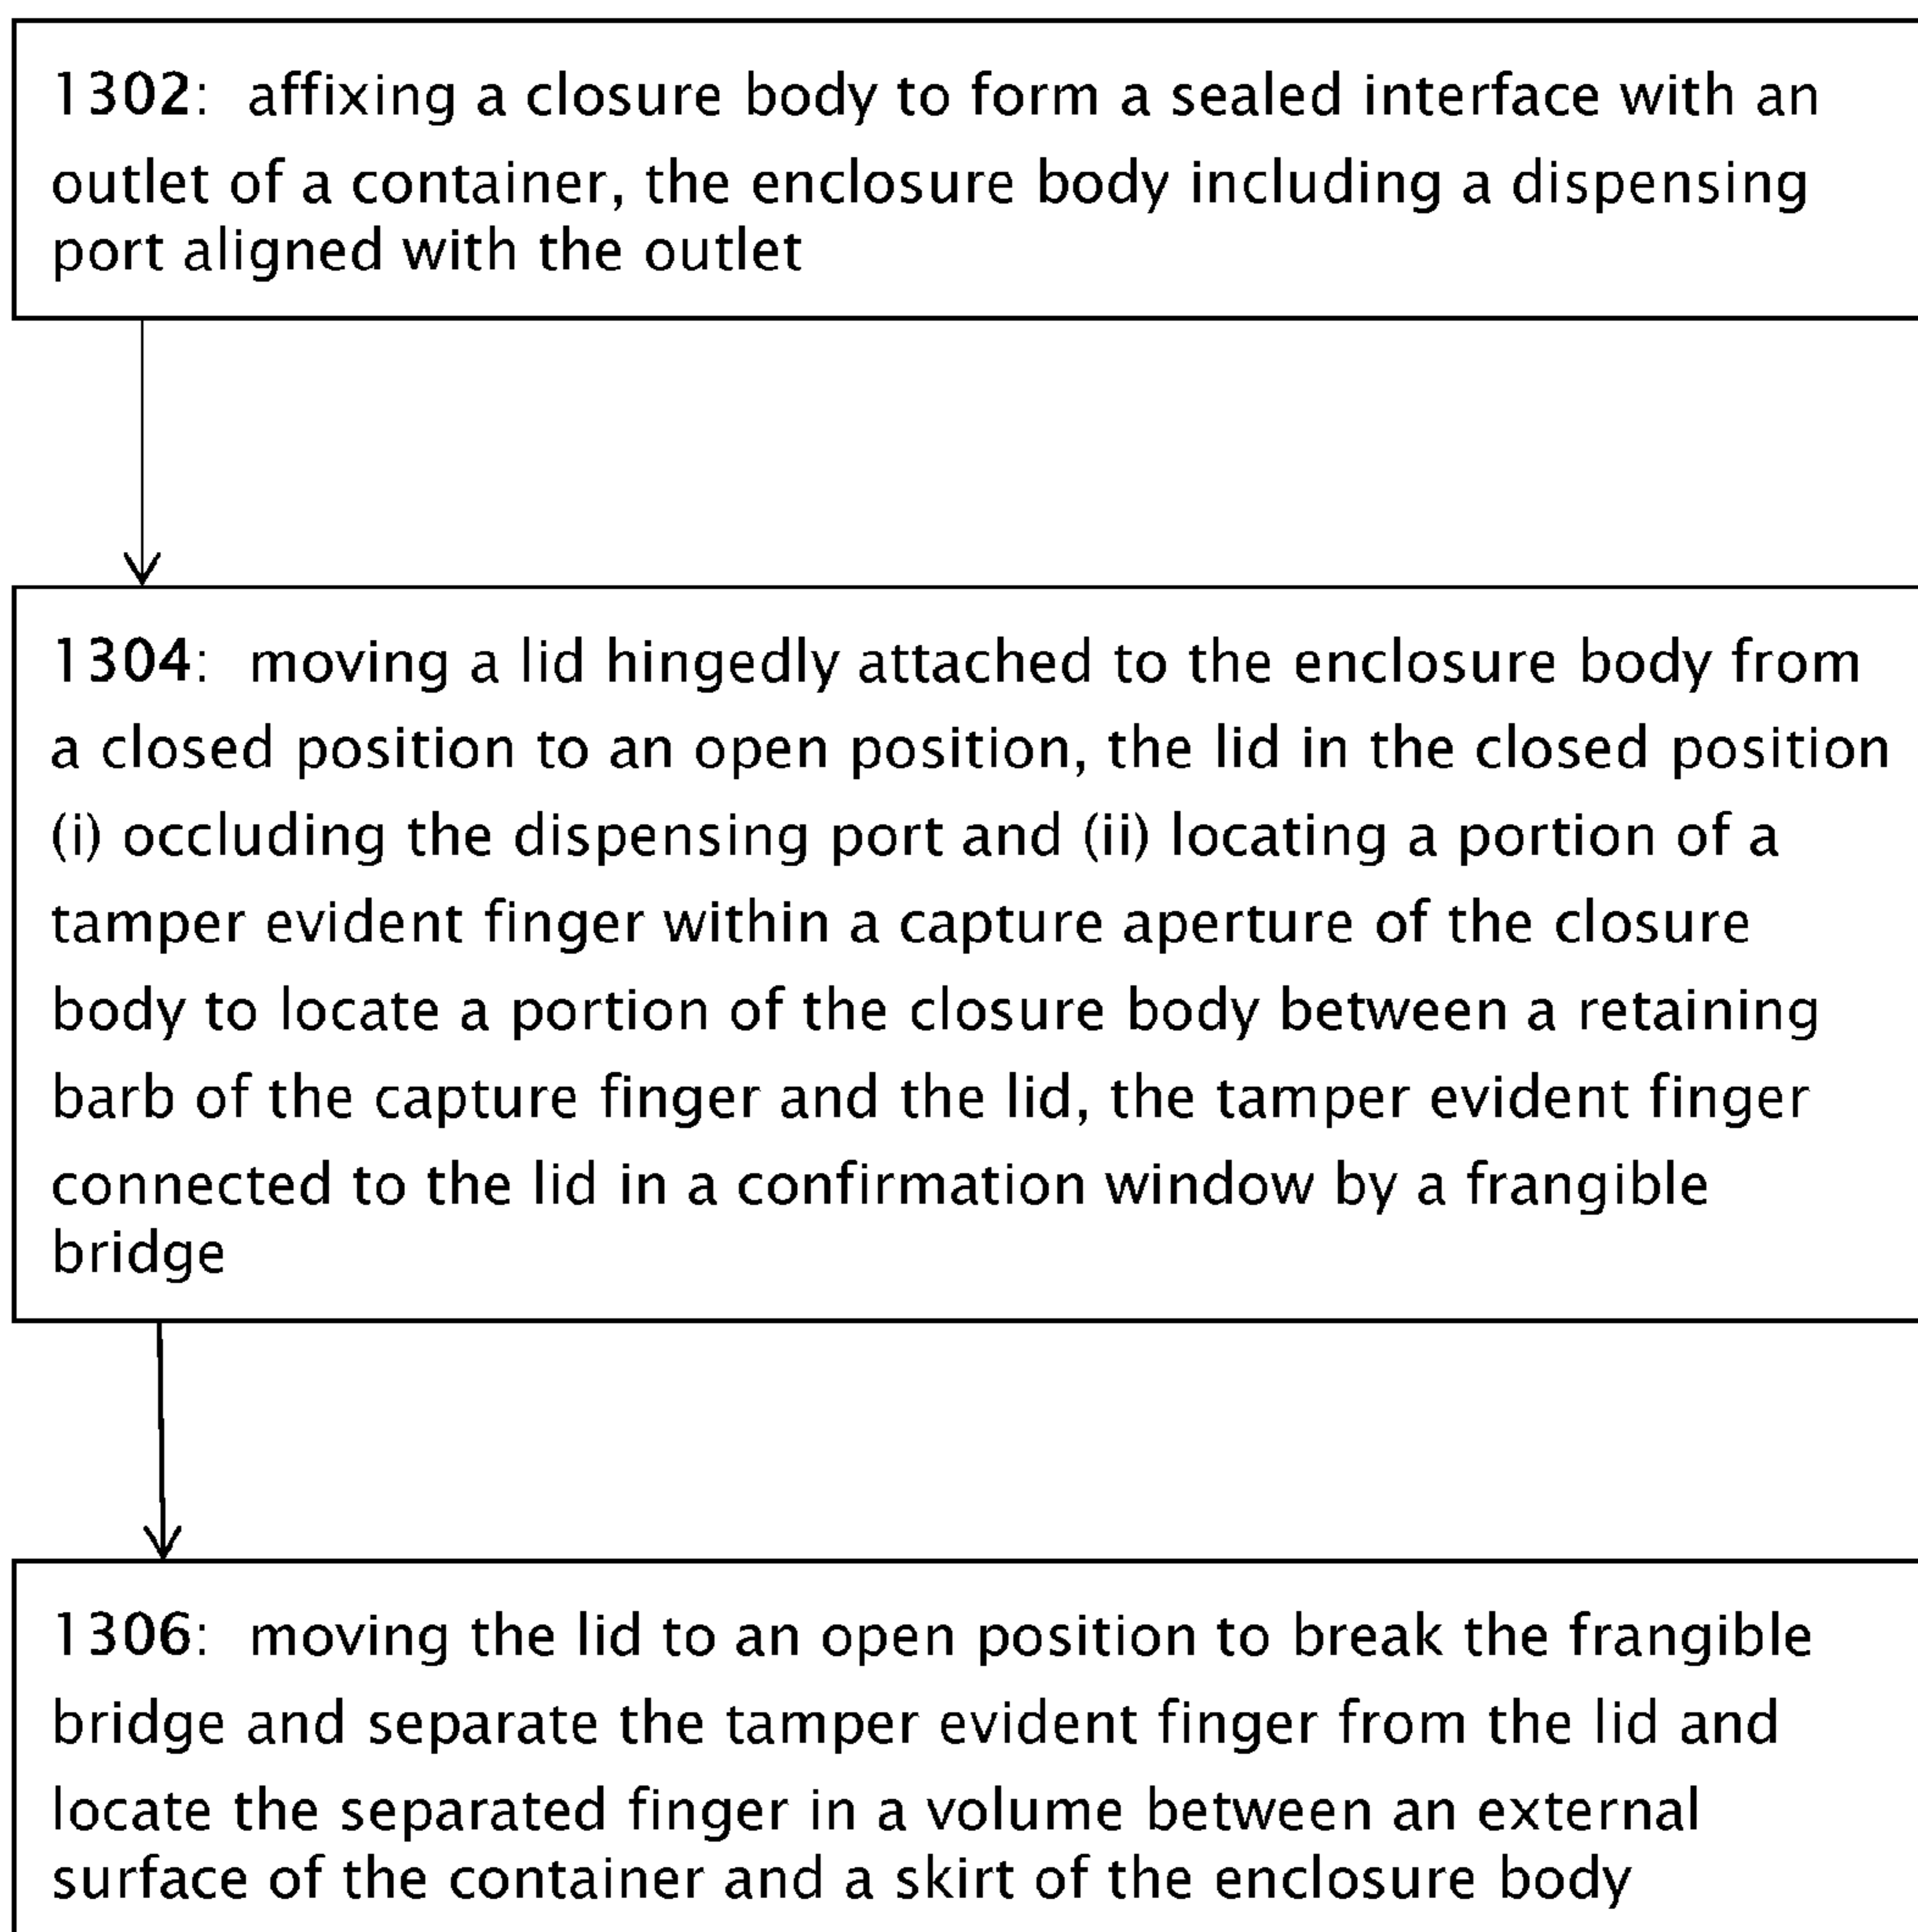 1302: affixing a closure body to form a sealed interface with an
outlet of a container, the enclosure body including a dispensing
port aligned with the outlet
1304: moving a lid hingedly attached to the enclosure body from
a closed position to an open position, the lid in the closed position
(i) occluding the dispensing port and (ii) locating a portion of a
tamper evident finger within a capture aperture of the closure
body to locate a portion of the closure body between a retaining
barb of the capture finger and the lid, the tamper evident finger
connected to the lid in a confirmation window by a frangible
bridge
1306: moving the lid to an open position to break the frangible
bridge and separate the tamper evident finger from the lid and
locate the separated finger in a volume between an external
surface of the container and a skirt of the enclosure body